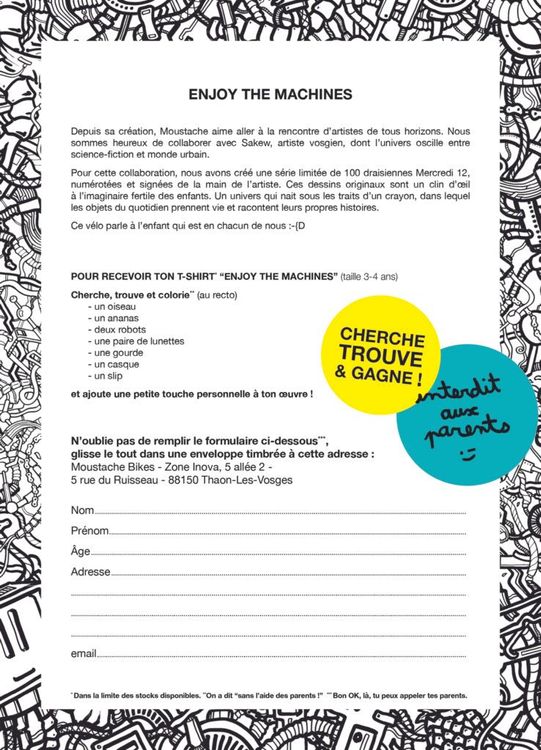 ENJOY THE MACHINES
Depuis sa création, Moustache aime aller à la rencontre d'artistes de tous horizons. Nous
sommes heureux de collaborer avec Sakew, artiste vosgien, dont l'univers oscille entre
science-fiction et monde urbain.
Pour cette collaboration, nous avons créé une série limitée de 100 draisiennes Mercredi 12,
numérotées et signées de la main de l'artiste. Ces dessins originaux sont un clin d'œil
à l'imaginaire fertile des enfants. Un univers qui nait sous les traits d'un crayon, dans lequel
les objets du quotidien prennent vie et racontent leurs propres histoires.
Ce vélo parle à l'enfant qui est en chacun de nous :-{D
POUR RECEVOIR TON T-SHIRT* "ENJOY THE MACHINES" (taille 3-4 ans)
Cherche, trouve et colorie** (au recto)
- un oiseau
- un ananas
- deux robots
- une paire de lunettes
- une gourde
- un casque
- un slip
et ajoute une petite touche personnelle à ton œuvre !
CHERCHE
TROUVE
& GAGNE !
interdit
aux
parents
N'oublie pas de remplir le formulaire ci-dessous***,
glisse le tout dans une enveloppe timbrée à cette adresse :
Moustache Bikes - Zone Inova, 5 allée 2 -
5 rue du Ruisseau - 88150 Thaon-Les-Vosges
Nom
Prénom
Âge
Adresse
email
*Dans la limite des stocks disponibles. **On a dit "sans l'aide des parents !" ***Bon OK, là, tu peux appeler tes parents.